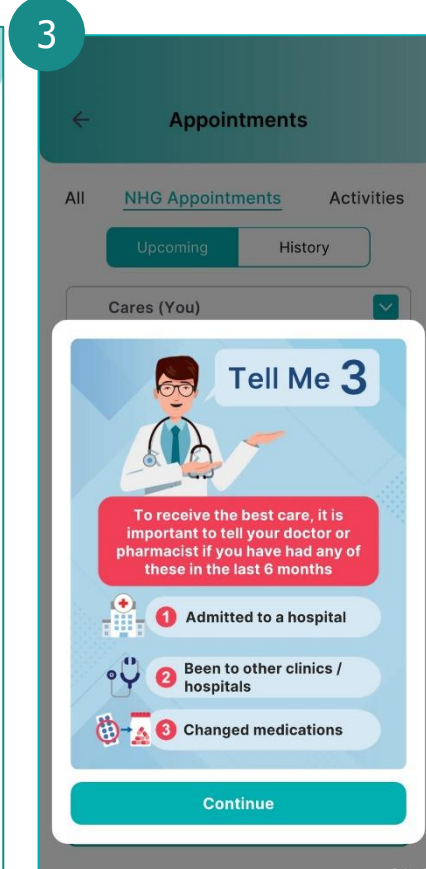 3
Appointments
All NHG Appointments Activities
Upcoming History
Cares (You)
Tell Me 3
To receive the best care, it is
important to tell your doctor or
pharmacist if you have had any of
these in the last 6 months
1 Admitted to a hospital
2 Been to other clinics /
hospitals
3 Changed medications
Continue